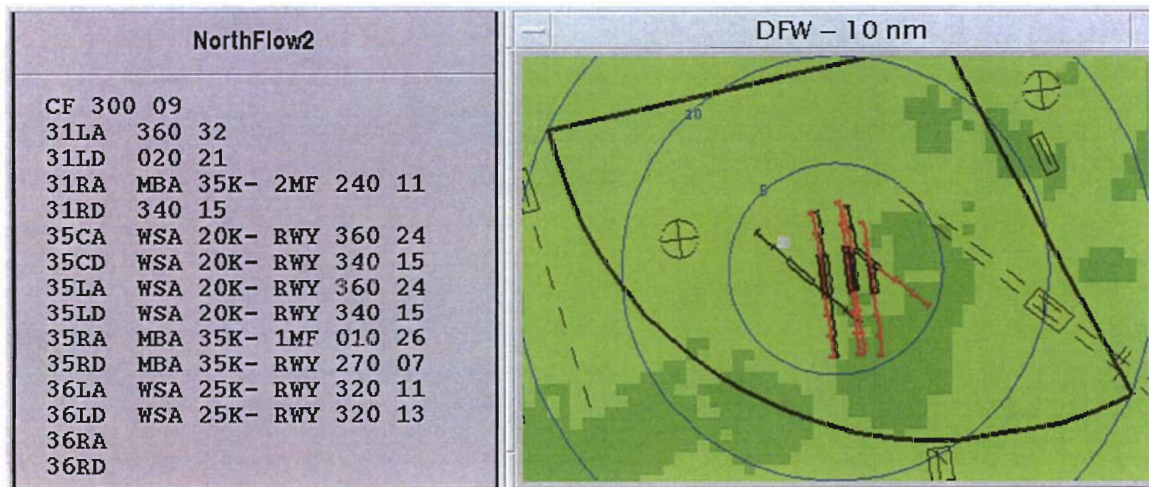 NorthFlow2
CF 300 09
31LA 360 32
31LD 020 21
31RA MBA 35K- 2MF 240 11
31RD 340 15
35CA WSA 20K- RWY 360 24
35CD WSA 20K- RWY 340 15
35LA WSA 20K- RWY 360 24
35LD WSA 20K- RWY 340 15
35RA MBA 35K- 1MF 010 26
35RD MBA 35K- RWY 270 07
36LA WSA 25K- RWY 320 11
36LD WSA 25K- RWY 320 13
36RA
36RD
DFW – 10 nm
10
5